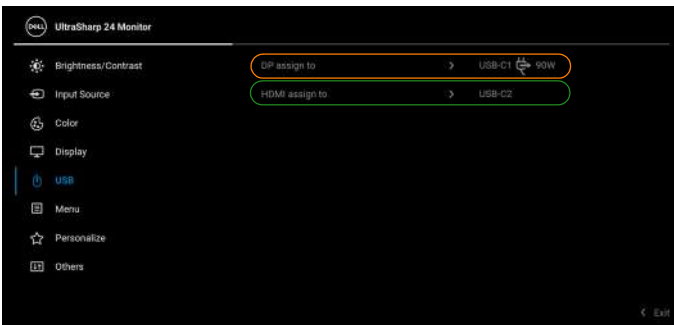 DELL UltraSharp 24 Monitor
Brightness/Contrast
DP assign to > USB-C1 90W
Input Source
HDMI assign to > USB-C2
Color
Display
USB
Menu
Personalize
Others
< Exit